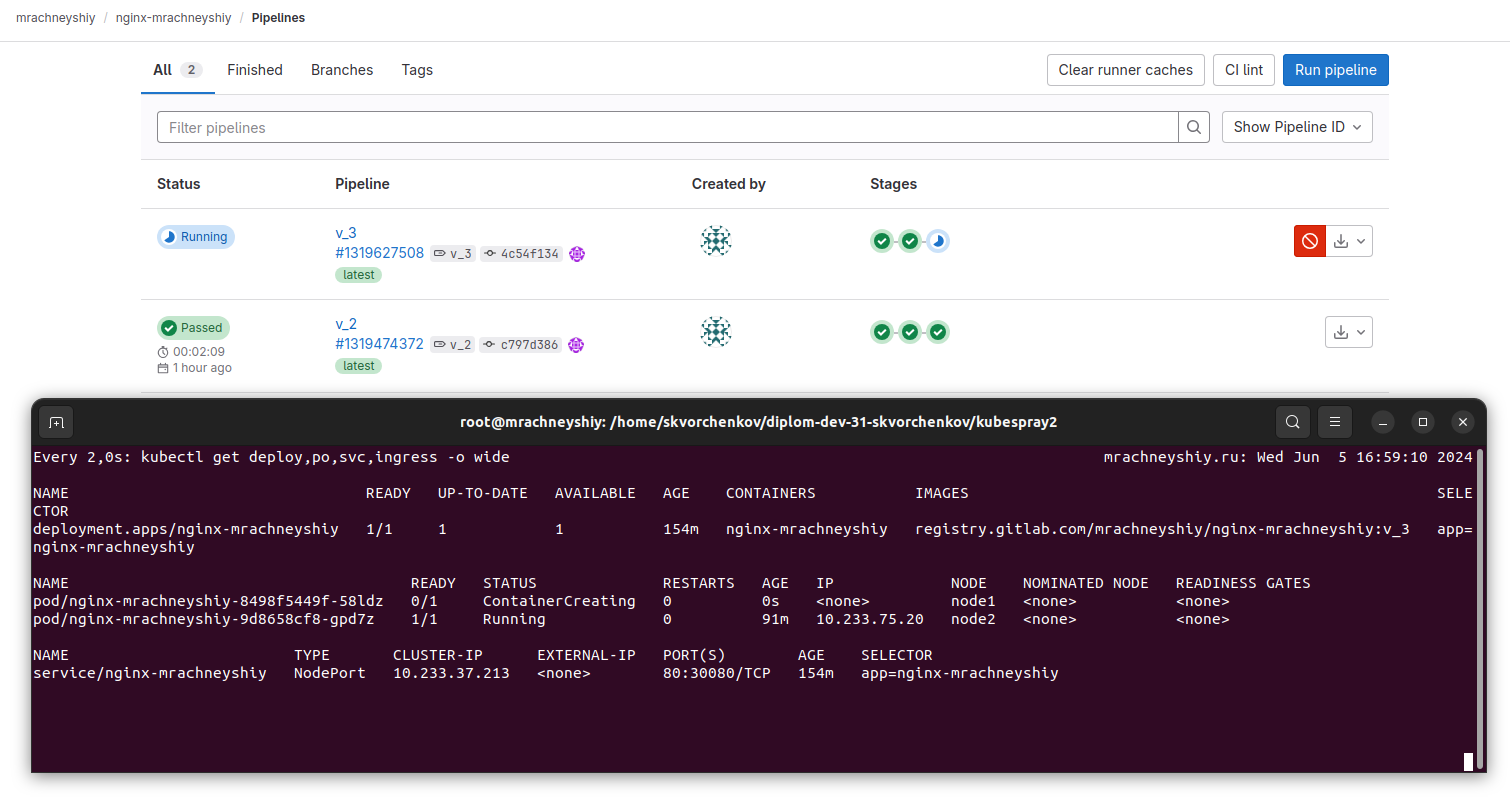 mrachneyshiy / nginx-mrachneyshiy / Pipelines
All 2 Finished Branches Tags Clear runner caches CI lint Run pipeline
Filter pipelines Show Pipeline ID
Status Pipeline Created by Stages
Running v_3
#1319627508 v_3 4c54f134
latest
Passed v_2
00:02:09 #1319474372 v_2 c797d386
1 hour ago latest
root@mrachneyshiy: /home/skvorchenkov/diplom-dev-31-skvorchenkov/kubespray2
Every 2,0s: kubectl get deploy,po,svc,ingress -o wide mrachneyshiy.ru: Wed Jun  5 16:59:10 2024
NAME READY UP-TO-DATE AVAILABLE AGE CONTAINERS IMAGES SELE
CTOR
deployment.apps/nginx-mrachneyshiy 1/1 1 1 154m nginx-mrachneyshiy registry.gitlab.com/mrachneyshiy/nginx-mrachneyshiy:v_3 app=
nginx-mrachneyshiy
NAME READY STATUS RESTARTS AGE IP NODE NOMINATED NODE READINESS GATES
pod/nginx-mrachneyshiy-8498f5449f-58ldz 0/1 ContainerCreating 0 0s <none> node1 <none> <none>
pod/nginx-mrachneyshiy-9d8658cf8-gpd7z 1/1 Running 0 91m 10.233.75.20 node2 <none> <none>
NAME TYPE CLUSTER-IP EXTERNAL-IP PORT(S) AGE SELECTOR
service/nginx-mrachneyshiy NodePort 10.233.37.213 <none> 80:30080/TCP 154m app=nginx-mrachneyshiy